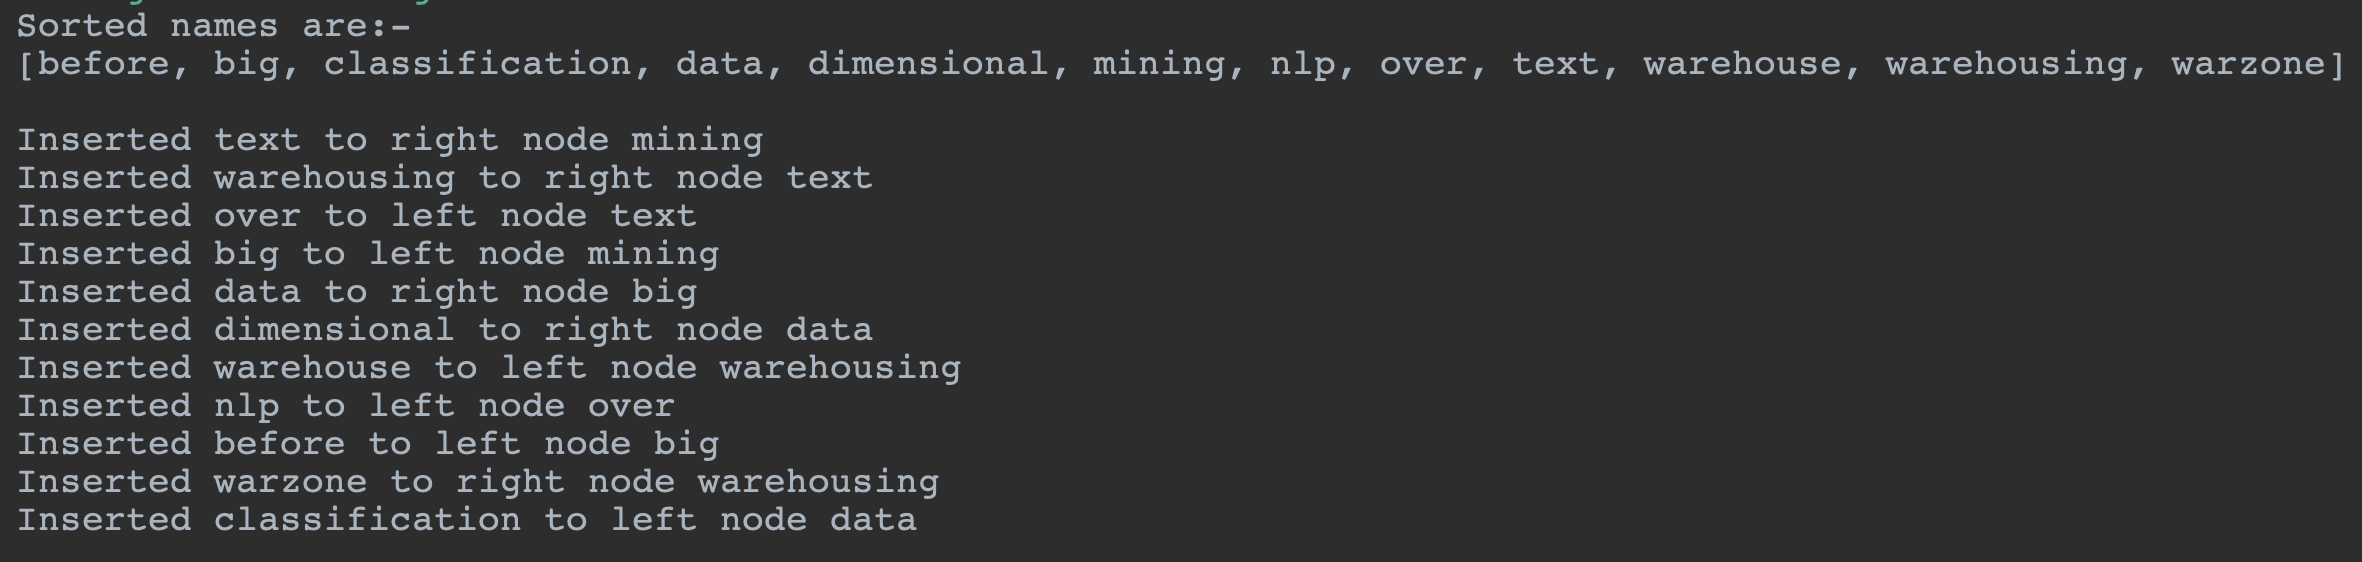 Sorted names are:-
[before, big, classification, data, dimensional, mining, nlp, over, text, warehouse, warehousing, warzone]
Inserted text to right node mining
Inserted warehousing to right node text
Inserted over to left node text
Inserted big to left node mining
Inserted data to right node big
Inserted dimensional to right node data
Inserted warehouse to left node warehousing
Inserted nlp to left node over
Inserted before to left node big
Inserted warzone to right node warehousing
Inserted classification to left node data